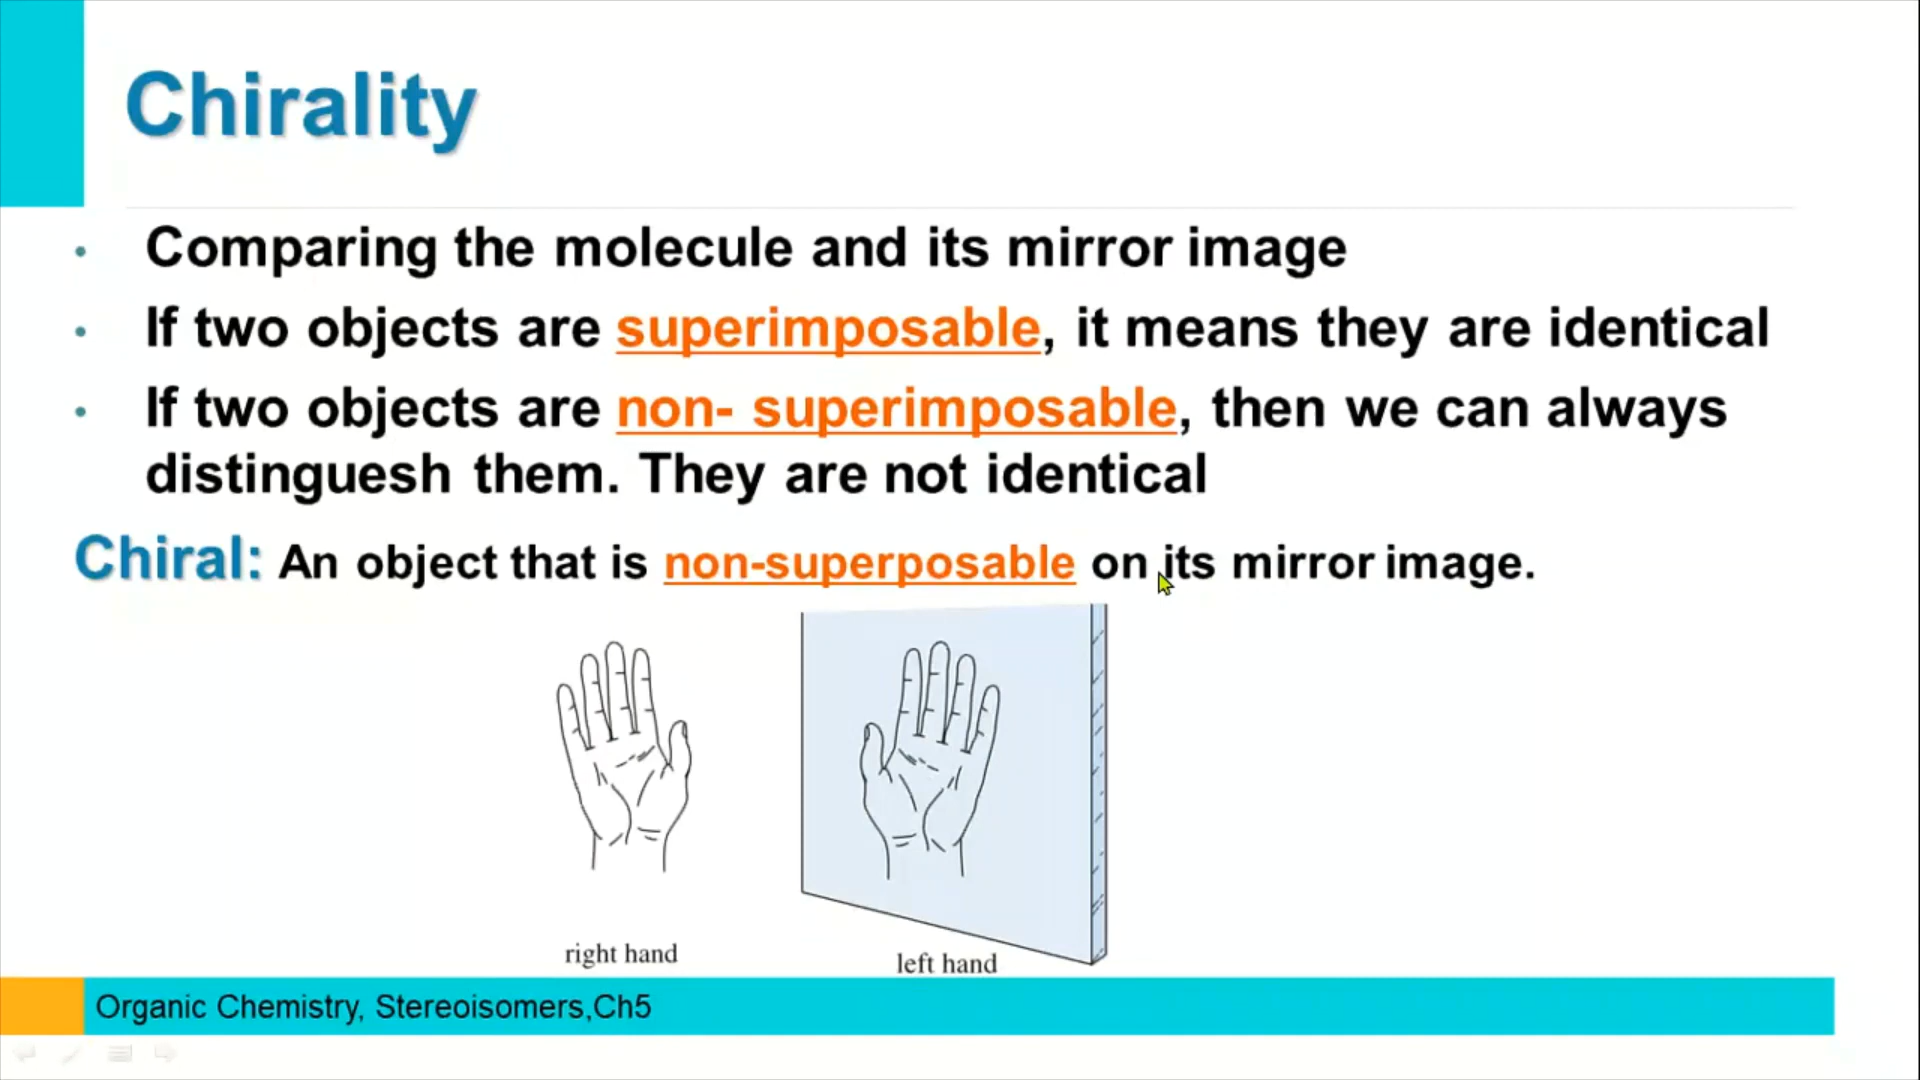 Chirality
• Comparing the molecule and its mirror image
• If two objects are superimposable, it means they are identical
• If two objects are non- superimposable, then we can always
distinguesh them. They are not identical
Chiral: An object that is non-superposable on its mirror image.
right hand
left hand
Organic Chemistry, Stereoisomers,Ch5